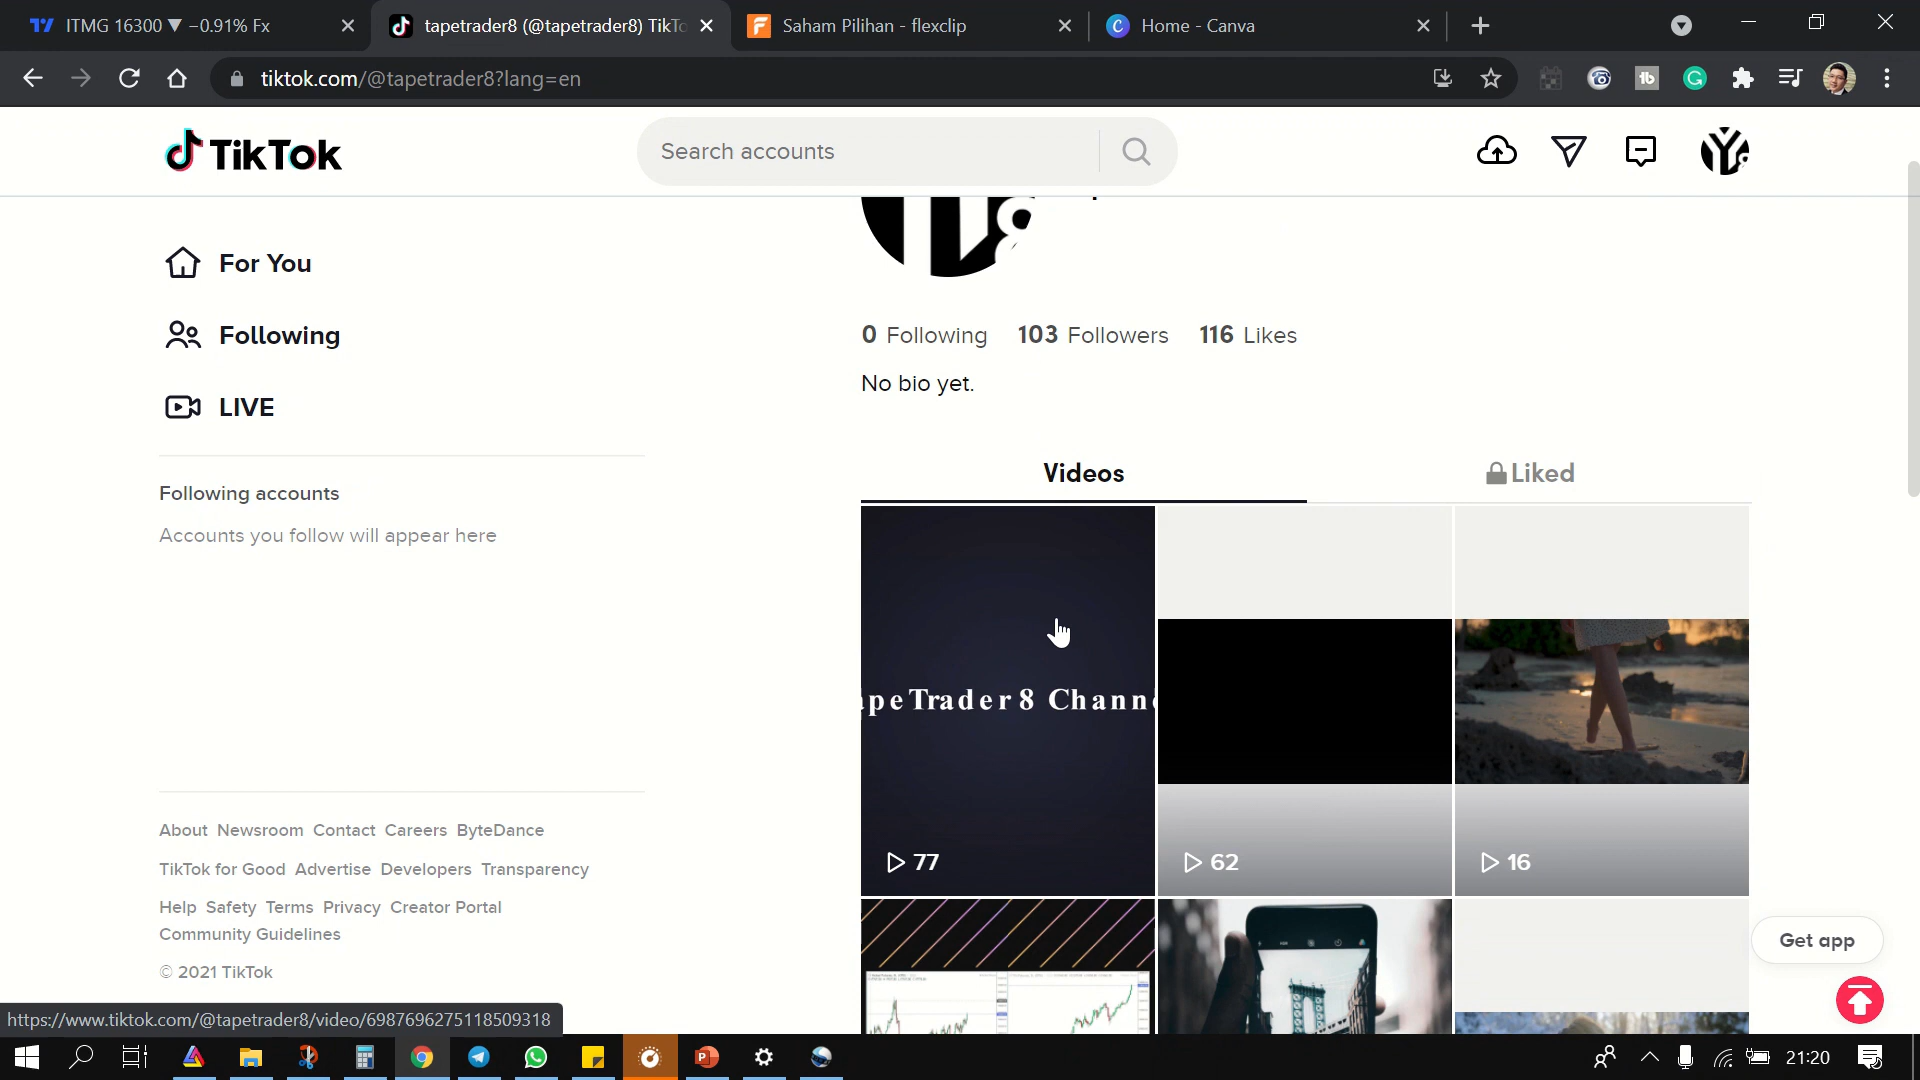 ITMG 16300 ▼ −0.91% Fx
tapetrader8 (@tapetrader8) TikTo
Saham Pilihan - flexclip
Home - Canva
tiktok.com/@tapetrader8?lang=en
TikTok
Search accounts
For You
Following
LIVE
Following accounts
Accounts you follow will appear here
About Newsroom Contact Careers ByteDance
TikTok for Good Advertise Developers Transparency
Help Safety Terms Privacy Creator Portal
Community Guidelines
© 2021 TikTok
0 Following 103 Followers 116 Likes
No bio yet.
Videos
Liked
apeTrader8 Channe
77
62
16
Get app
https://www.tiktok.com/@tapetrader8/video/6987696275118509318
21:20